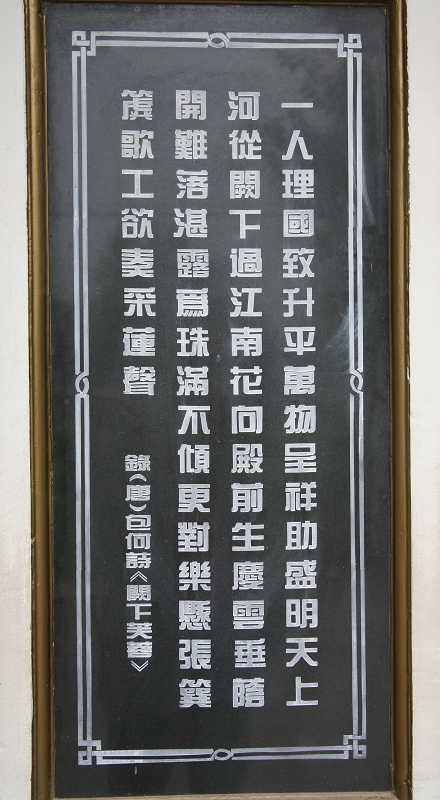 一人理國致升平萬物呈祥助盛明天上
河從闕下過江南花向殿前生慶雲垂蔭
開難落湛露爲珠滿不傾更對樂懸張簨
簴歌工欲奏采蓮聲
錄(唐)包何詩《闕下芙蓉》